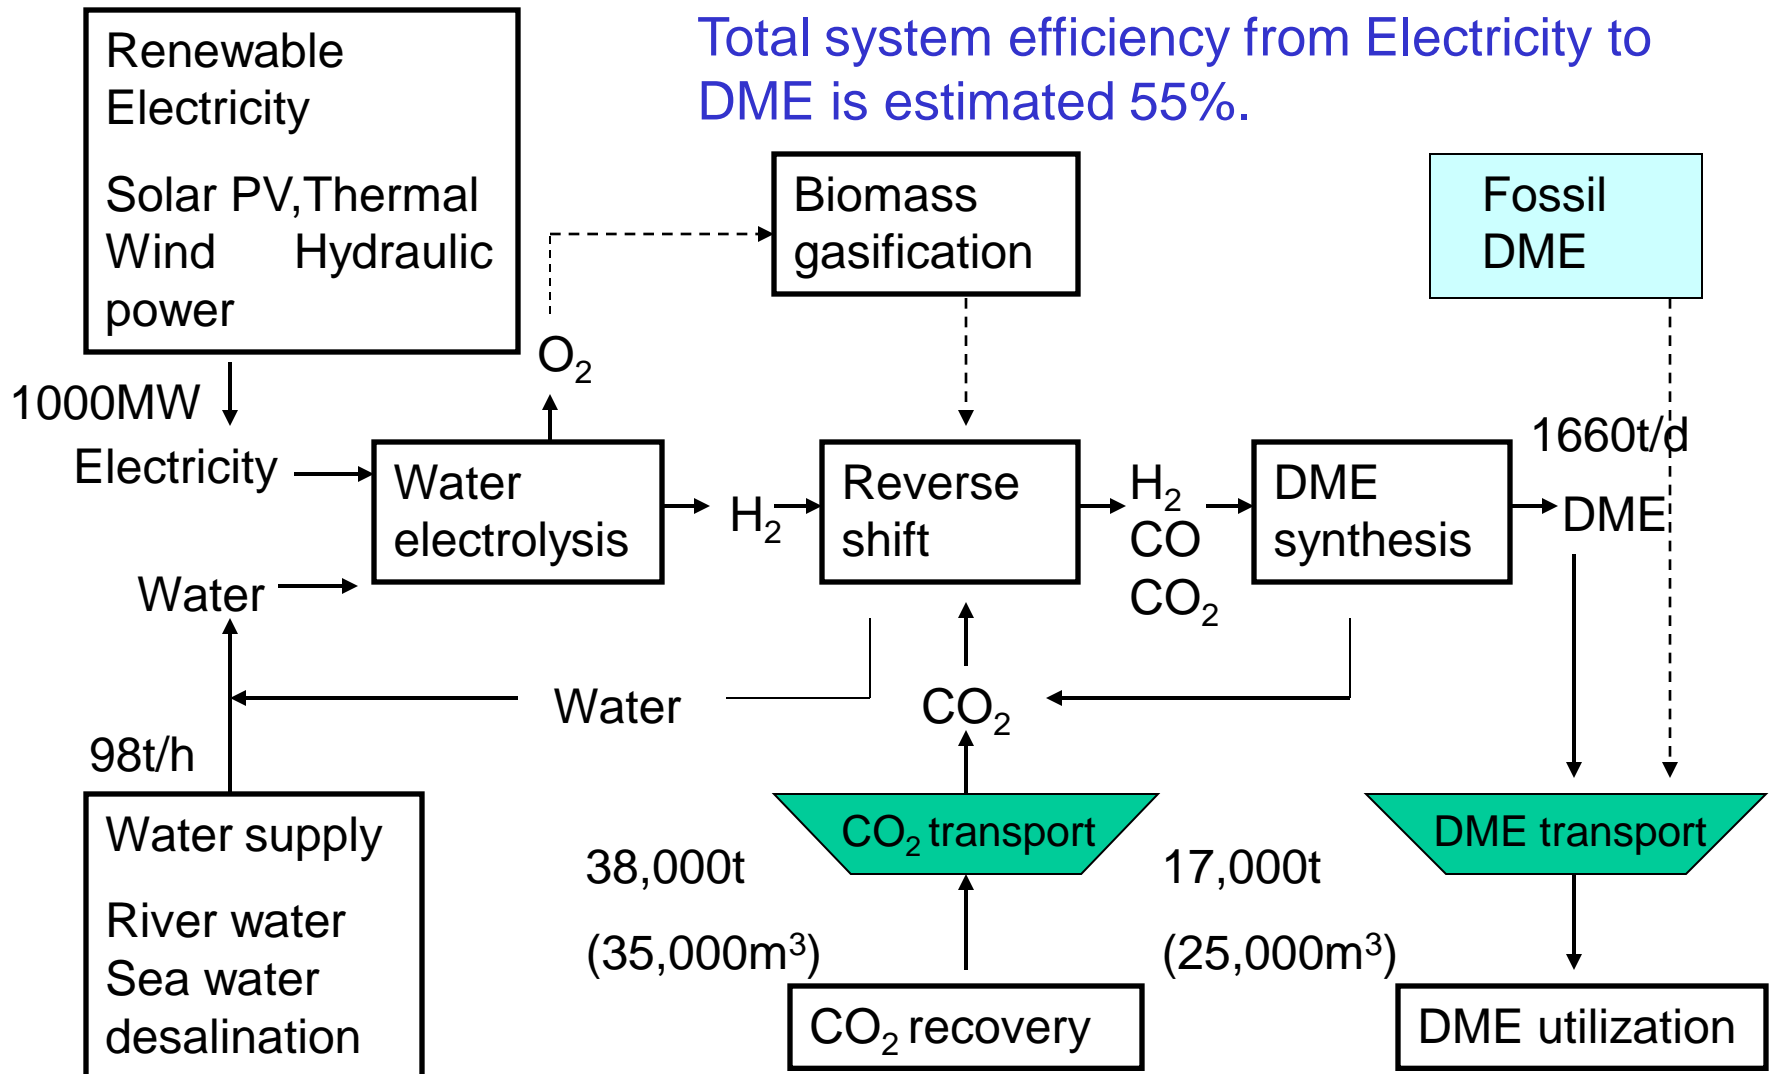 Total system efficiency from Electricity to
DME is estimated 55%.
Renewable
Electricity
Solar PV,Thermal
Wind Hydraulic
power
Biomass
gasification
Fossil
DME
O₂
1000MW
Electricity
Water
electrolysis
H₂
Reverse
shift
H₂
CO
CO₂
DME
synthesis
1660t/d
DME
Water
Water
CO₂
98t/h
Water supply
River water
Sea water
desalination
38,000t
(35,000m³)
CO₂ transport
CO₂ recovery
17,000t
(25,000m³)
DME transport
DME utilization